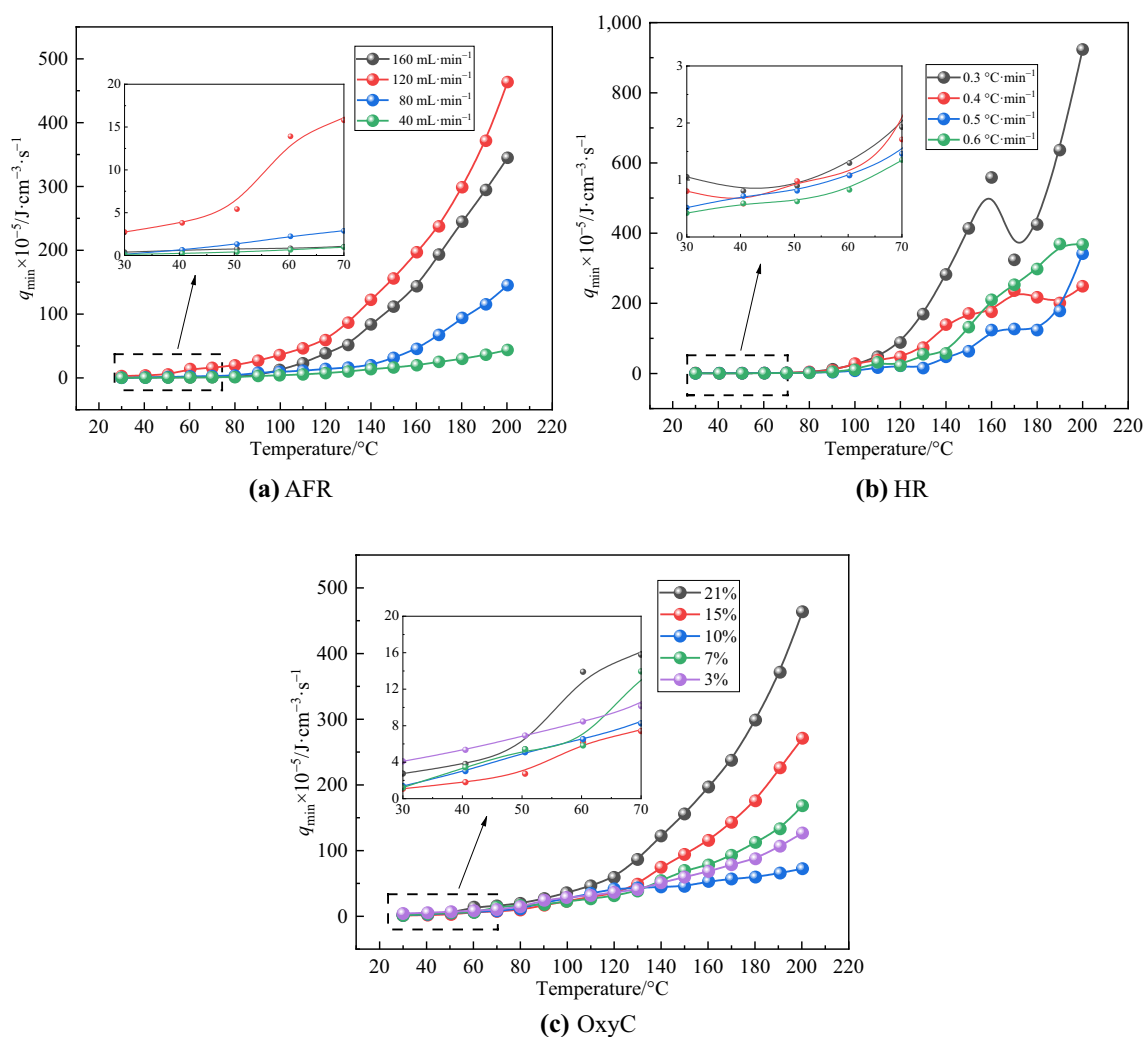 500
400
300
200
100
0
q_min×10⁻⁵/J·cm⁻³·s⁻¹
20 40 60 80 100 120 140 160 180 200 220
Temperature/°C
20
15
10
5
0
30 40 50 60 70
160 mL·min⁻¹
120 mL·min⁻¹
80 mL·min⁻¹
40 mL·min⁻¹
(a) AFR
1,000
800
600
400
200
0
q_min×10⁻⁵/J·cm⁻³·s⁻¹
20 40 60 80 100 120 140 160 180 200 220
Temperature/°C
3
2
1
0
30 40 50 60 70
0.3 °C·min⁻¹
0.4 °C·min⁻¹
0.5 °C·min⁻¹
0.6 °C·min⁻¹
(b) HR
500
400
300
200
100
0
q_min×10⁻⁵/J·cm⁻³·s⁻¹
20 40 60 80 100 120 140 160 180 200 220
Temperature/°C
20
16
12
8
4
0
30 40 50 60 70
21%
15%
10%
7%
3%
(c) OxyC